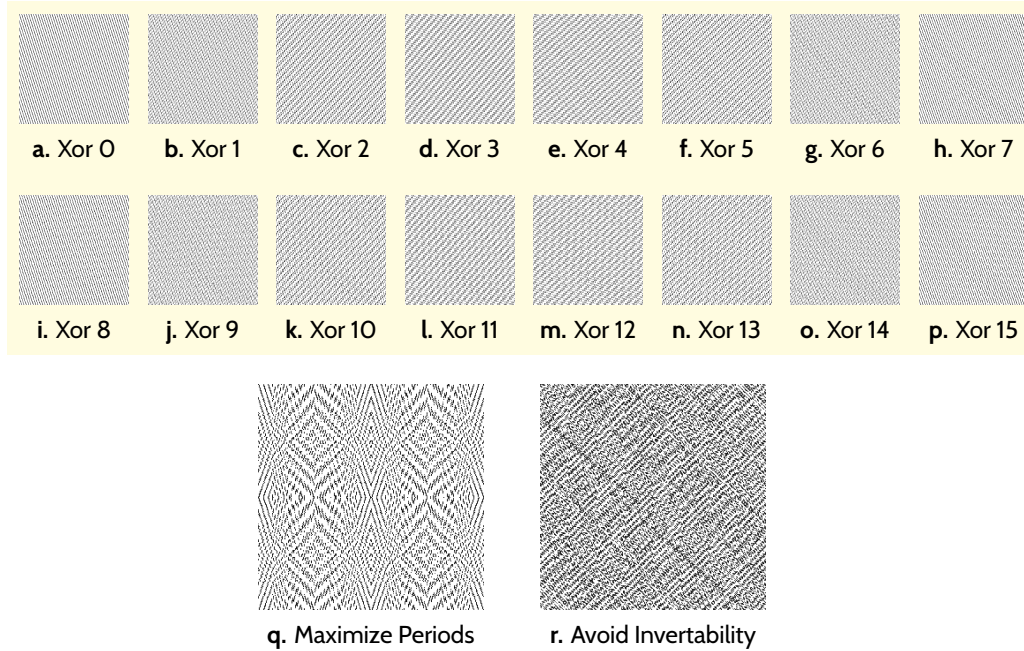 a. Xor 0 b. Xor 1 c. Xor 2 d. Xor 3 e. Xor 4 f. Xor 5 g. Xor 6 h. Xor 7
i. Xor 8 j. Xor 9 k. Xor 10 l. Xor 11 m. Xor 12 n. Xor 13 o. Xor 14 p. Xor 15
q. Maximize Periods r. Avoid Invertability